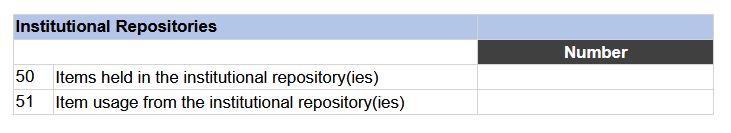 Institutional Repositories
Number
50 Items held in the institutional repository(ies)
51 Item usage from the institutional repository(ies)